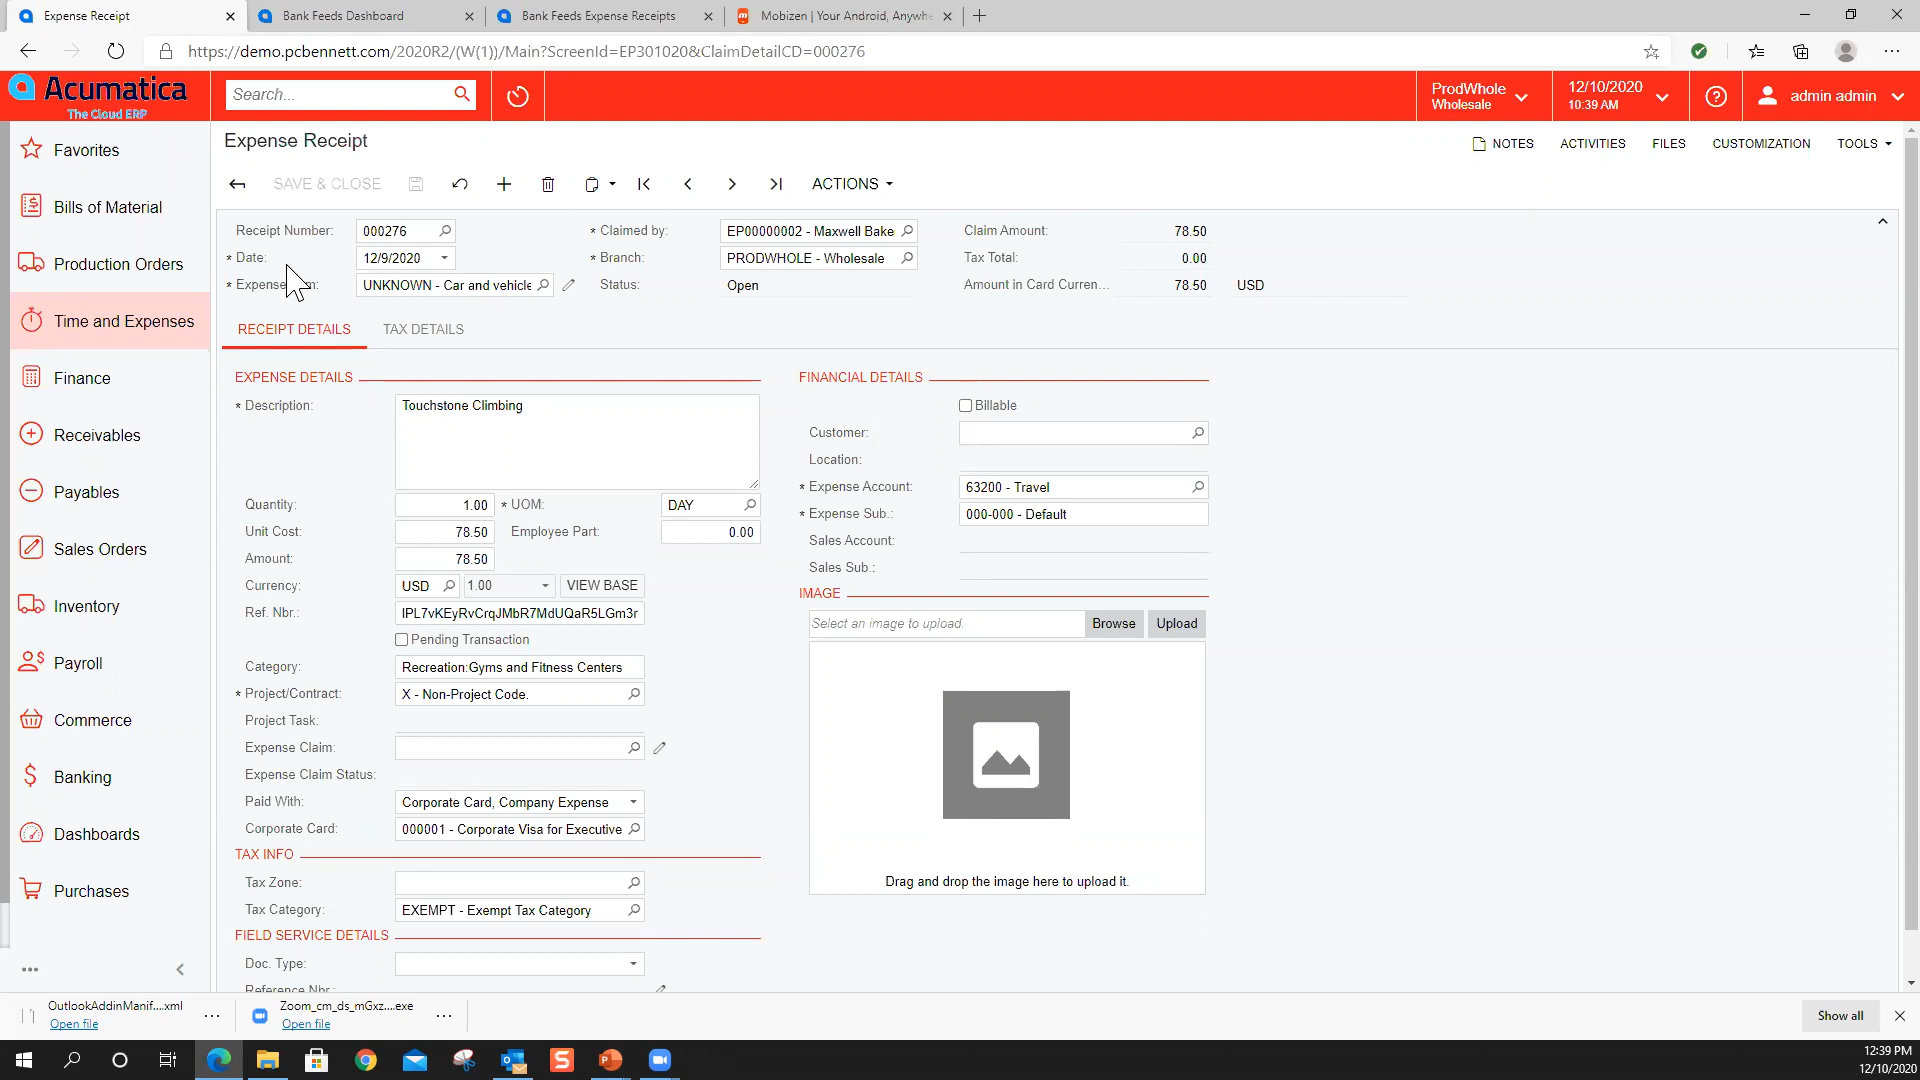 Expense Receipt
Bank Feeds Dashboard
Bank Feeds Expense Receipts
Mobizen | Your Android, Anywhe
https://demo.pcbennett.com/2020R2/(W(1))/Main?ScreenId=EP301020&ClaimDetailCD=000276
Acumatica
The Cloud ERP
Search...
ProdWhole
Wholesale
12/10/2020
10:39 AM
admin admin
Favorites
Bills of Material
Production Orders
Time and Expenses
Finance
Receivables
Payables
Sales Orders
Inventory
Payroll
Commerce
Banking
Dashboards
Purchases
Expense Receipt
NOTES ACTIVITIES FILES CUSTOMIZATION TOOLS
SAVE & CLOSE
ACTIONS
Receipt Number: 000276
* Date: 12/9/2020
* Expense UNKNOWN - Car and vehicle
* Claimed by: EP00000002 - Maxwell Bake
* Branch: PRODWHOLE - Wholesale
Status: Open
Claim Amount: 78.50
Tax Total: 0.00
Amount in Card Curren... 78.50 USD
RECEIPT DETAILS TAX DETAILS
EXPENSE DETAILS
* Description: Touchstone Climbing
Quantity: 1.00 * UOM: DAY
Unit Cost: 78.50 Employee Part: 0.00
Amount: 78.50
Currency: USD 1.00 VIEW BASE
Ref. Nbr.: IPL7vKEyRvCrqJMbR7MdUQaR5LGm3r
Pending Transaction
Category: Recreation:Gyms and Fitness Centers
* Project/Contract: X - Non-Project Code.
Project Task:
Expense Claim:
Expense Claim Status:
Paid With: Corporate Card, Company Expense
Corporate Card: 000001 - Corporate Visa for Executive
TAX INFO
Tax Zone:
Tax Category: EXEMPT - Exempt Tax Category
FIELD SERVICE DETAILS
Doc. Type:
Reference Nbr.:
FINANCIAL DETAILS
Billable
Customer:
Location:
* Expense Account: 63200 - Travel
* Expense Sub.: 000-000 - Default
Sales Account:
Sales Sub.:
IMAGE
Select an image to upload. Browse Upload
Drag and drop the image here to upload it.
OutlookAddinManif....xml
Open file
Zoom_cm_ds_mGxz....exe
Open file
Show all
12:39 PM
12/10/2020